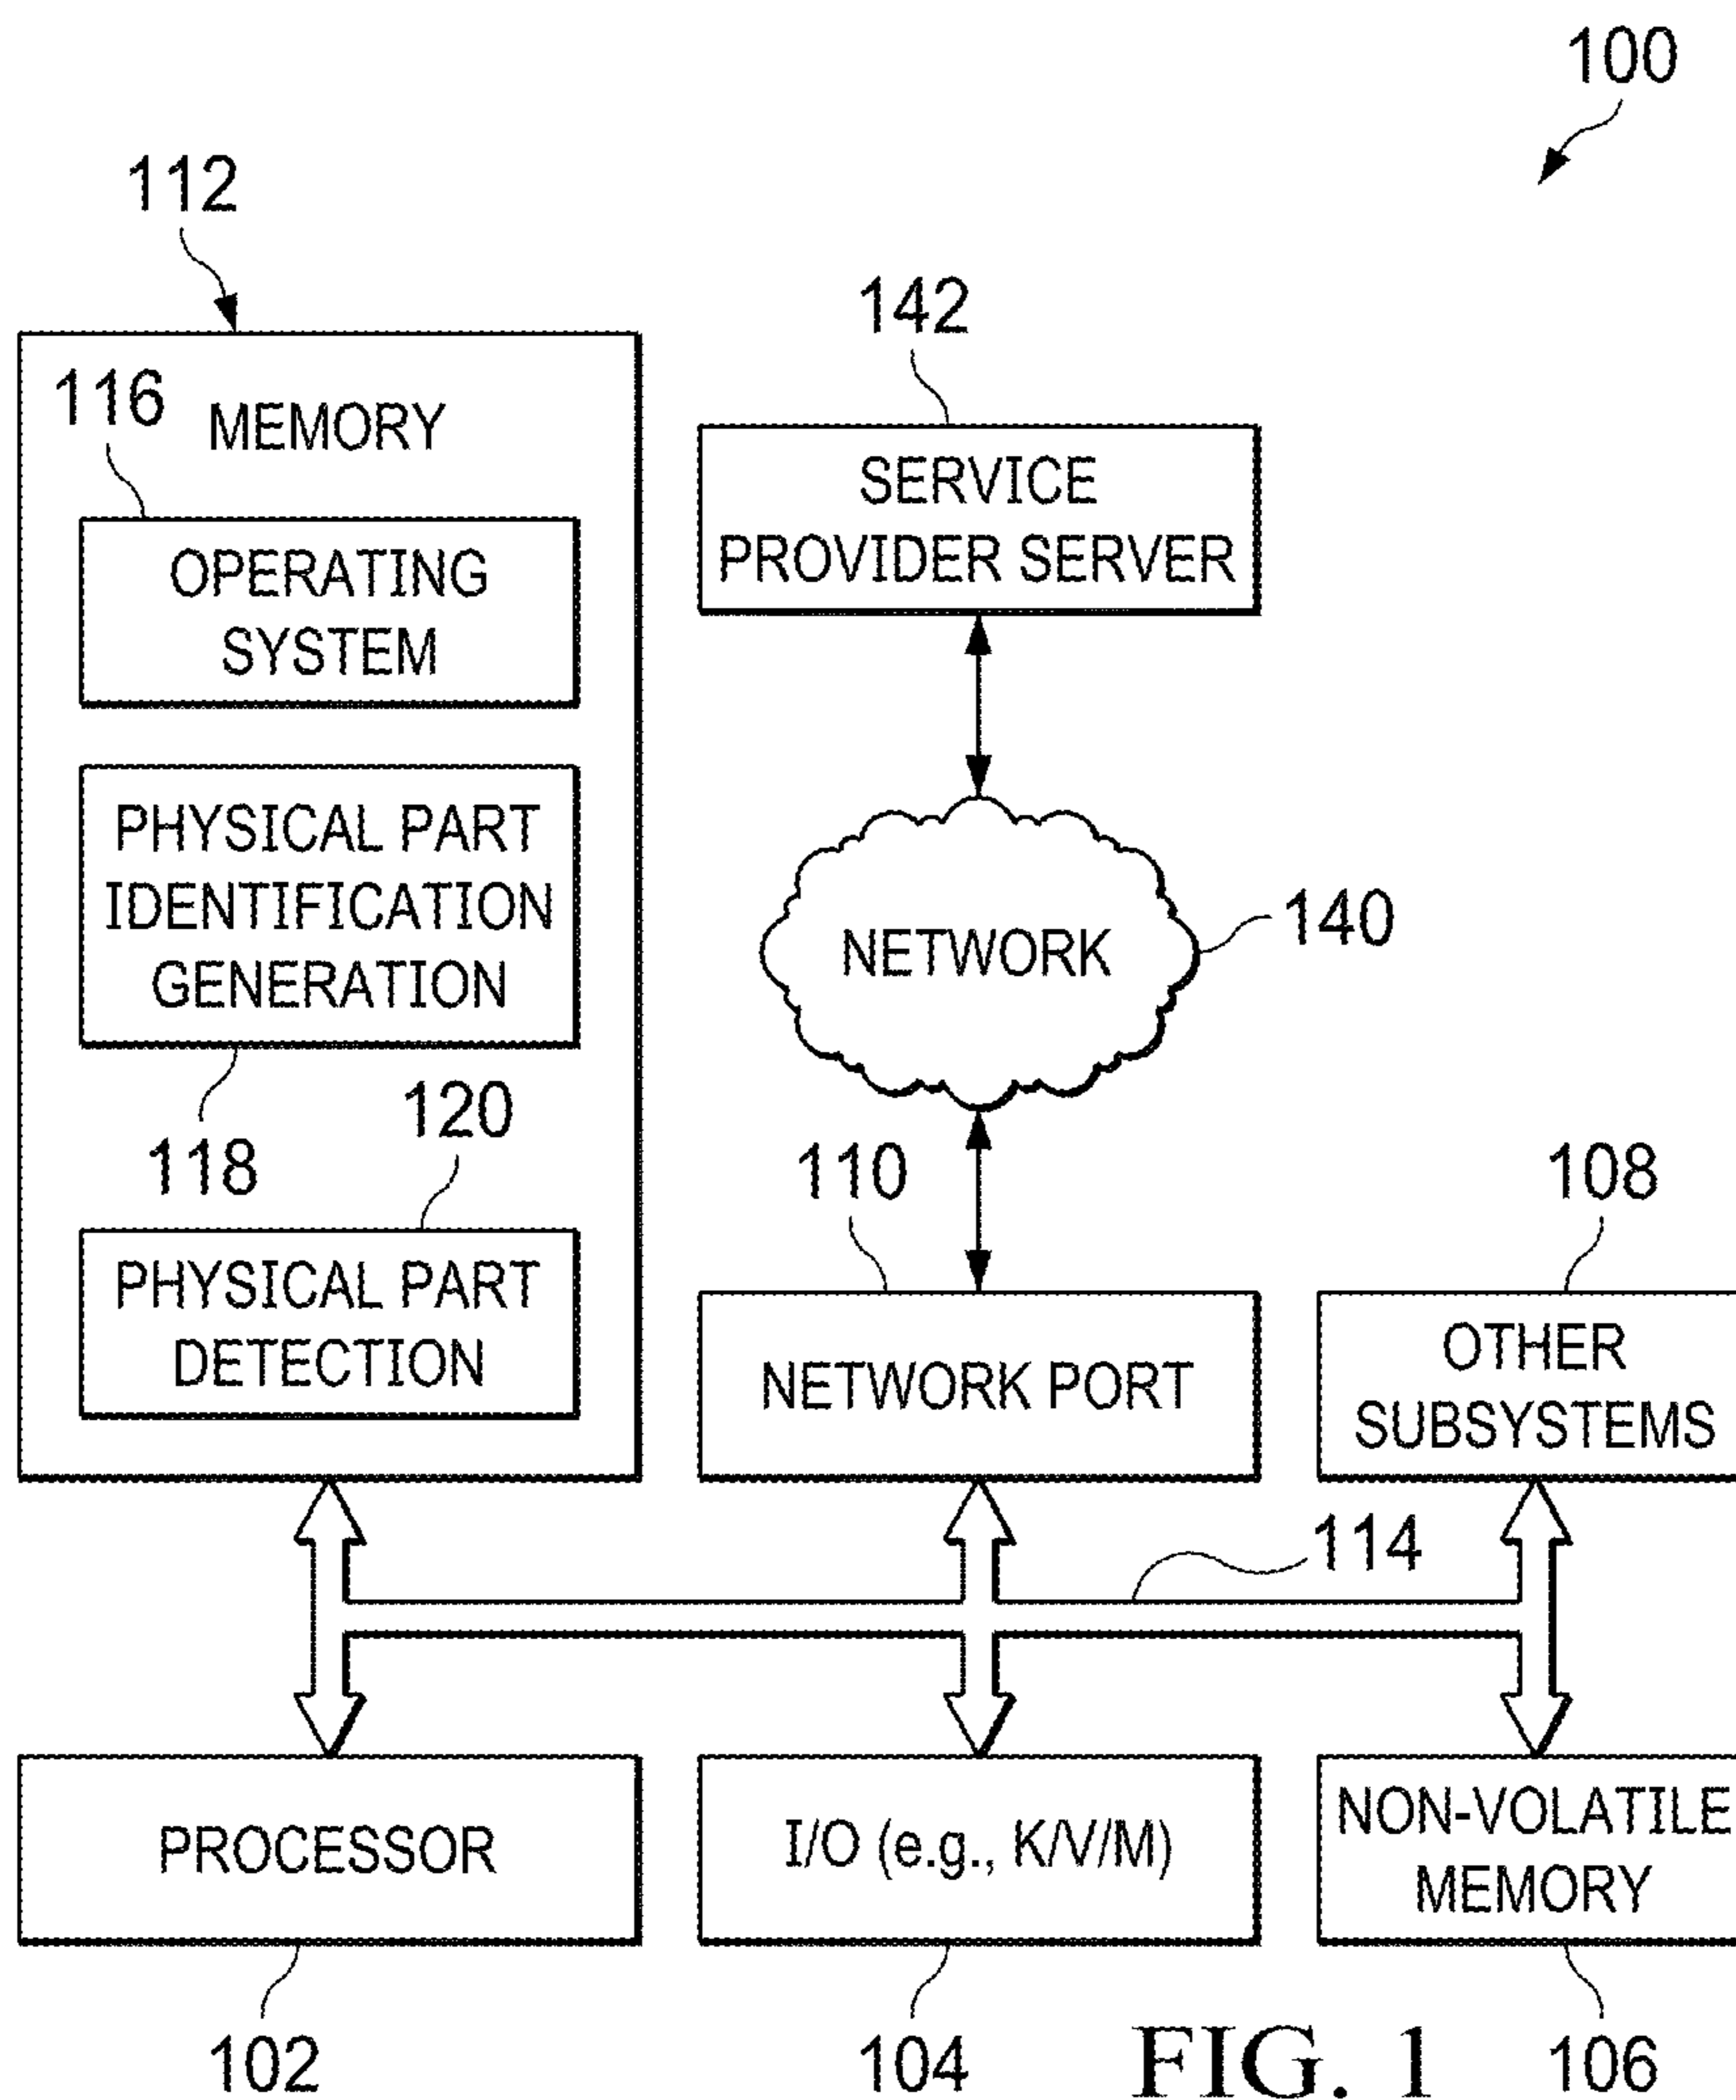 100
112
142
116
MEMORY
SERVICE
PROVIDER SERVER
OPERATING
SYSTEM
PHYSICAL PART
IDENTIFICATION
GENERATION
NETWORK
140
118
120
110
108
PHYSICAL PART
DETECTION
NETWORK PORT
OTHER
SUBSYSTEMS
114
PROCESSOR
I/O (e.g., K/V/M)
NON-VOLATILE
MEMORY
102
104
106
FIG. 1